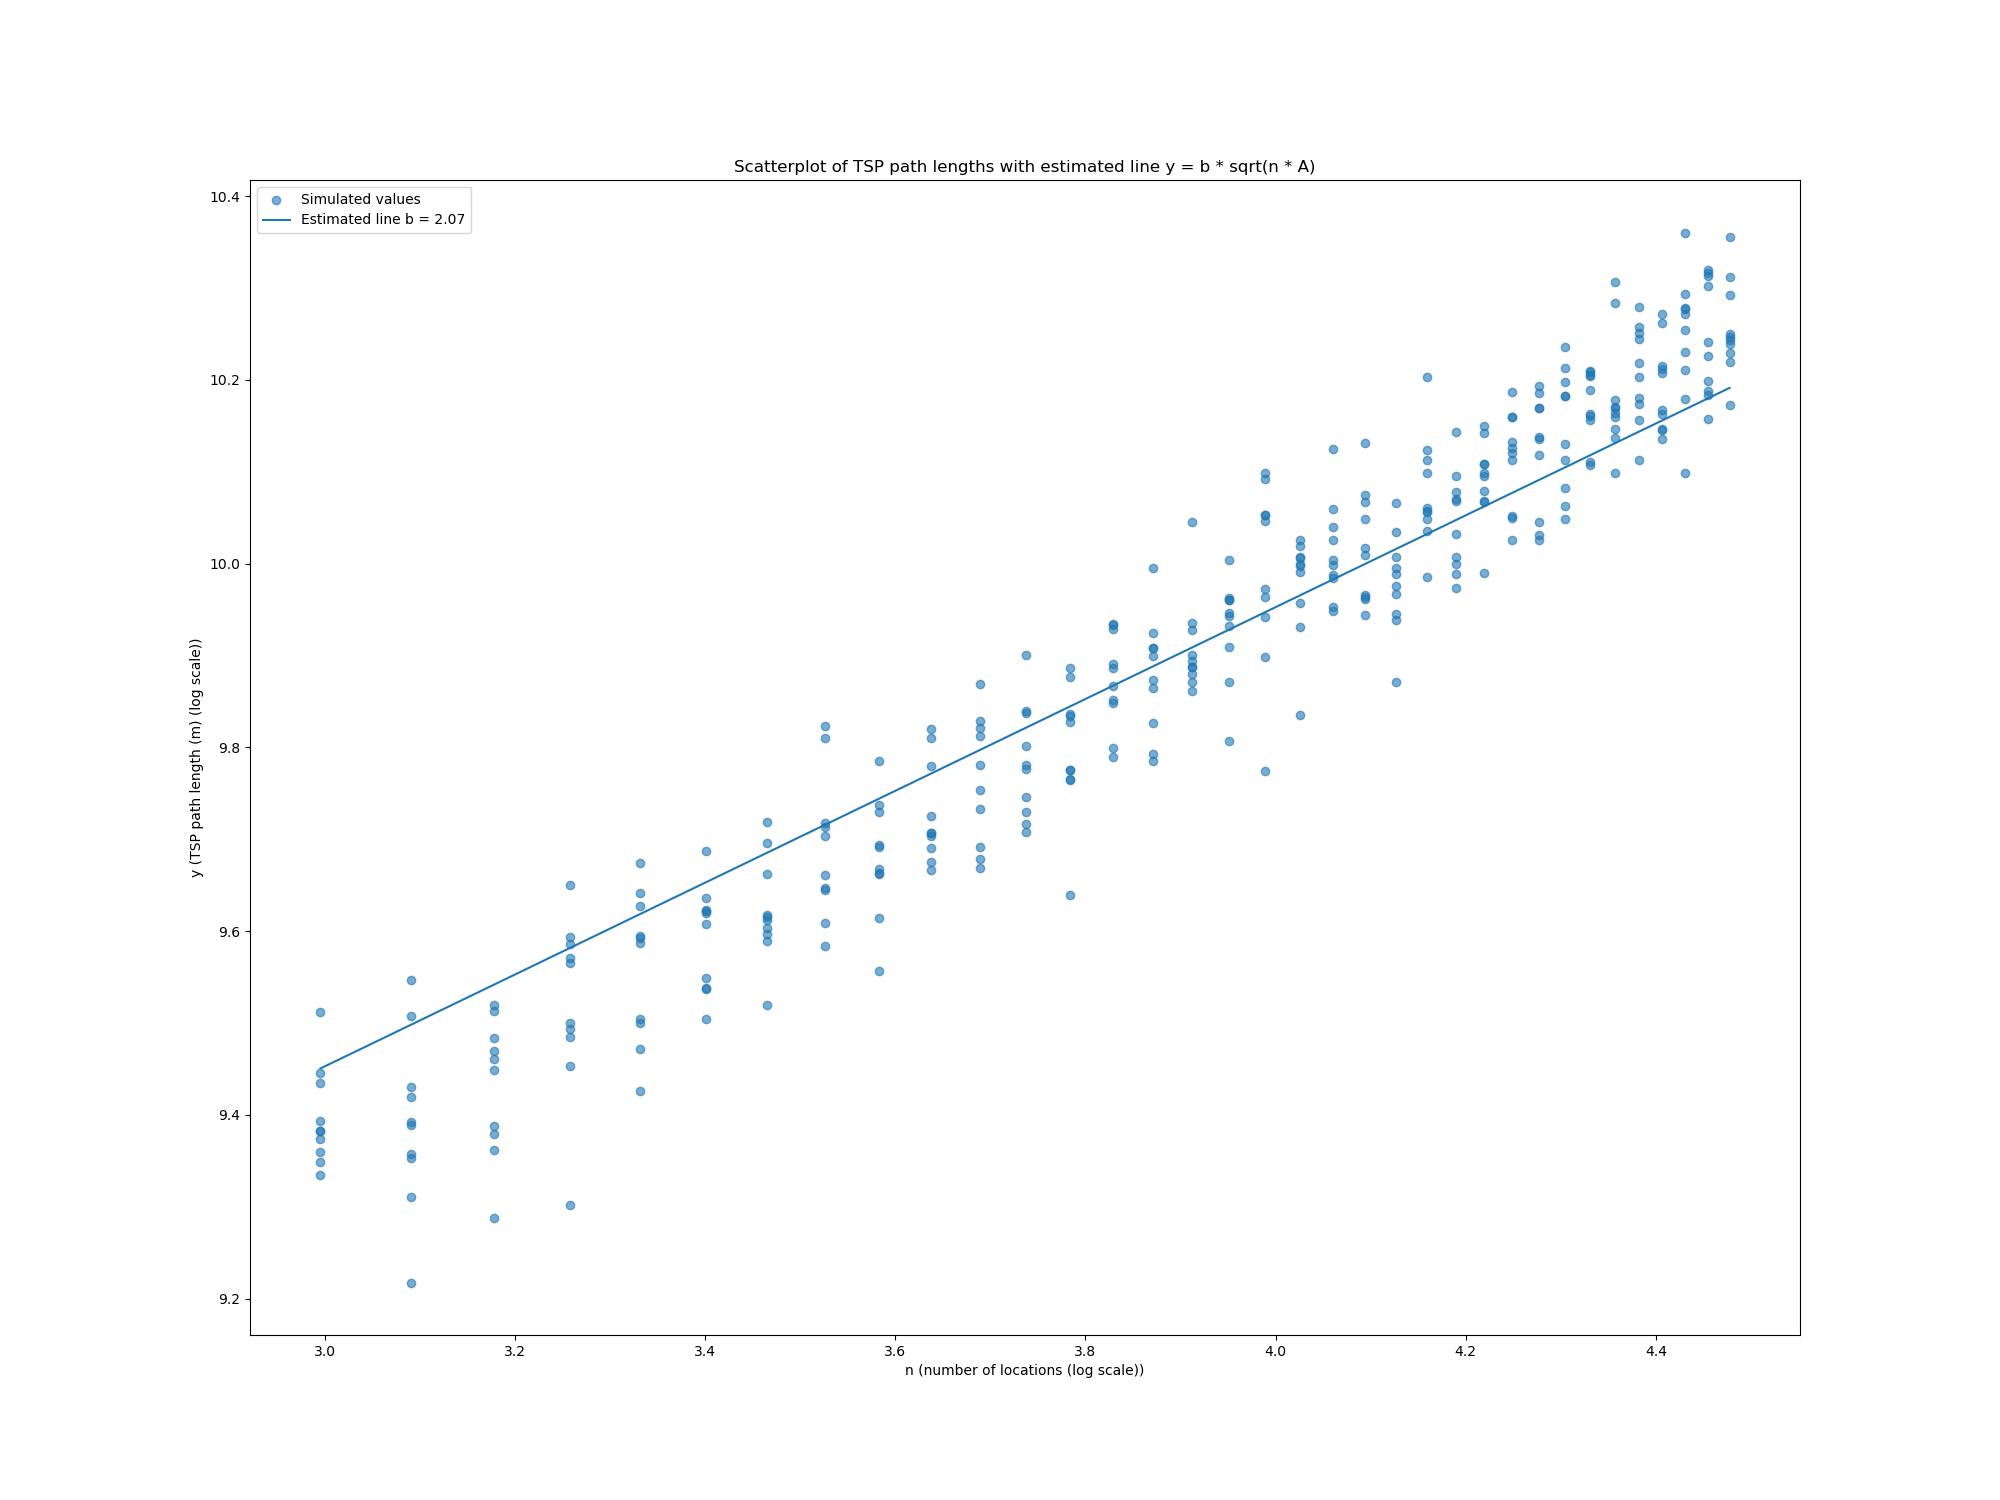 Scatterplot of TSP path lengths with estimated line y = b * sqrt(n * A)
Simulated values
Estimated line b = 2.07
10.4
10.2
10.0
9.8
9.6
9.4
9.2
y (TSP path length (m) (log scale))
3.0 3.2 3.4 3.6 3.8 4.0 4.2 4.4
n (number of locations (log scale))